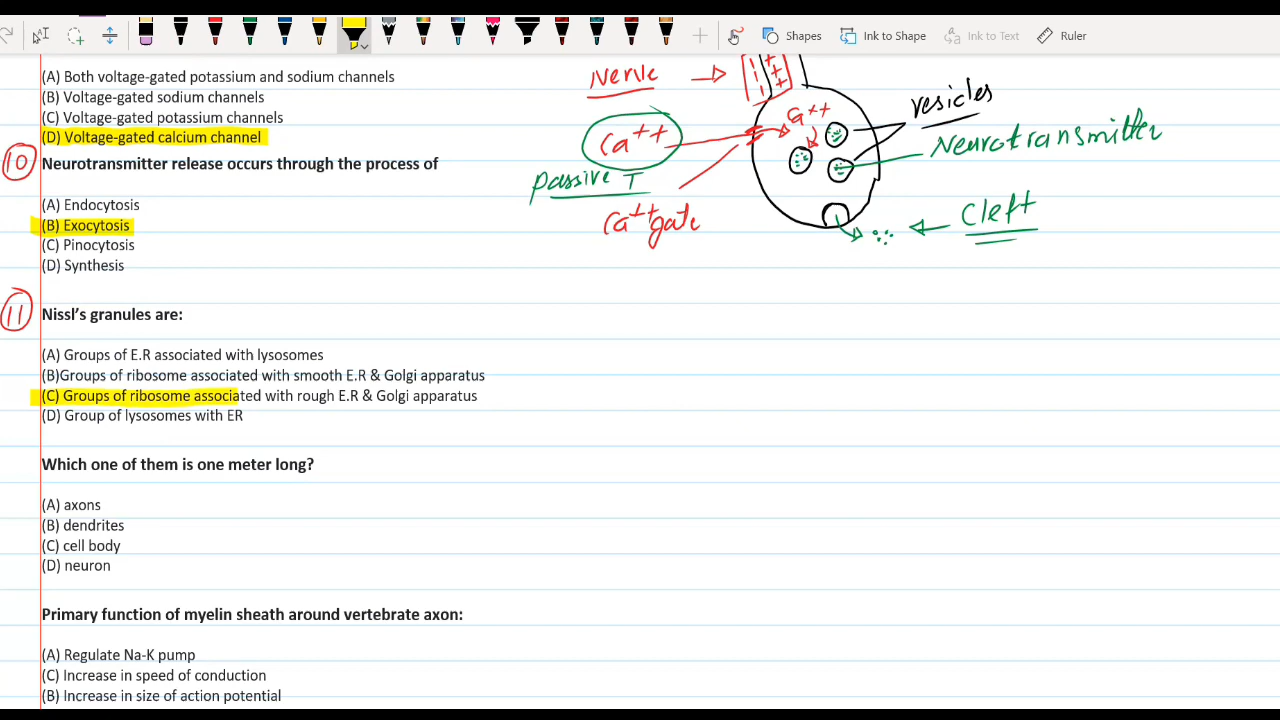 Shapes
Ink to Shape
Ink to Text
Ruler
(A) Both voltage-gated potassium and sodium channels
(B) Voltage-gated sodium channels
(C) Voltage-gated potassium channels
(D) Voltage-gated calcium channel
10 Neurotransmitter release occurs through the process of
(A) Endocytosis
(B) Exocytosis
(C) Pinocytosis
(D) Synthesis
11 Nissl’s granules are:
(A) Groups of E.R associated with lysosomes
(B)Groups of ribosome associated with smooth E.R & Golgi apparatus
(C) Groups of ribosome associated with rough E.R & Golgi apparatus
(D) Group of lysosomes with ER
Which one of them is one meter long?
(A) axons
(B) dendrites
(C) cell body
(D) neuron
Primary function of myelin sheath around vertebrate axon:
(A) Regulate Na-K pump
(C) Increase in speed of conduction
(B) Increase in size of action potential
Nerve
+
+
+
Ca++
Ca++
passive T
Ca++ gate
vesicles
Neurotransmitter
Cleft